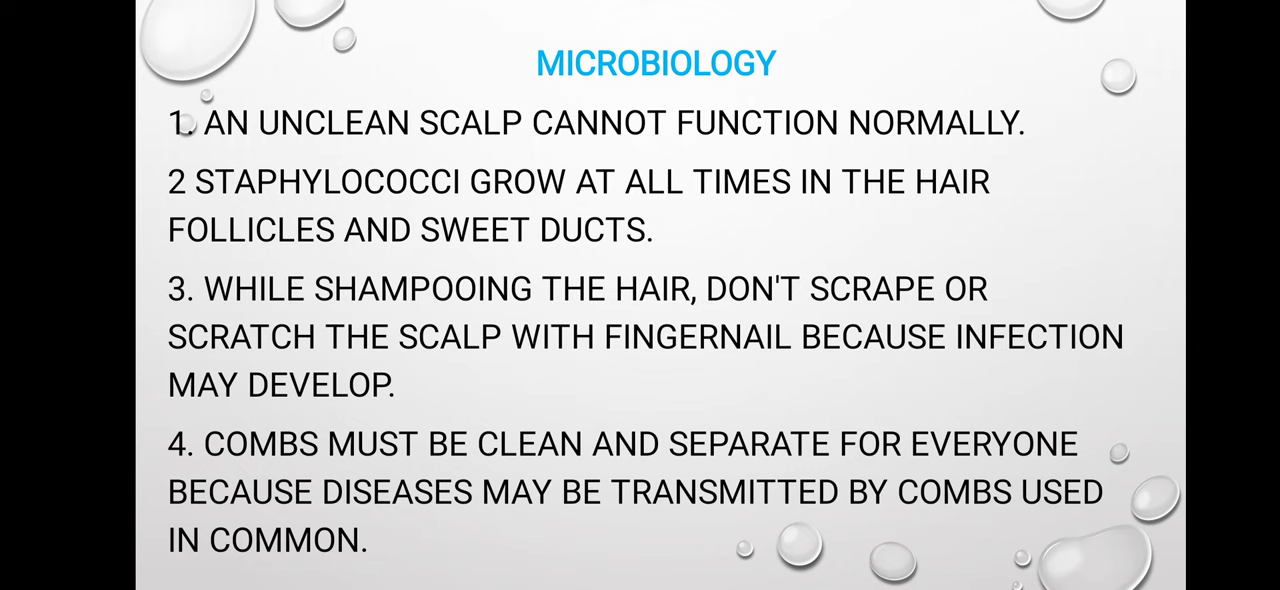 MICROBIOLOGY
1. AN UNCLEAN SCALP CANNOT FUNCTION NORMALLY.
2 STAPHYLOCOCCI GROW AT ALL TIMES IN THE HAIR
FOLLICLES AND SWEET DUCTS.
3. WHILE SHAMPOOING THE HAIR, DON'T SCRAPE OR
SCRATCH THE SCALP WITH FINGERNAIL BECAUSE INFECTION
MAY DEVELOP.
4. COMBS MUST BE CLEAN AND SEPARATE FOR EVERYONE
BECAUSE DISEASES MAY BE TRANSMITTED BY COMBS USED
IN COMMON.